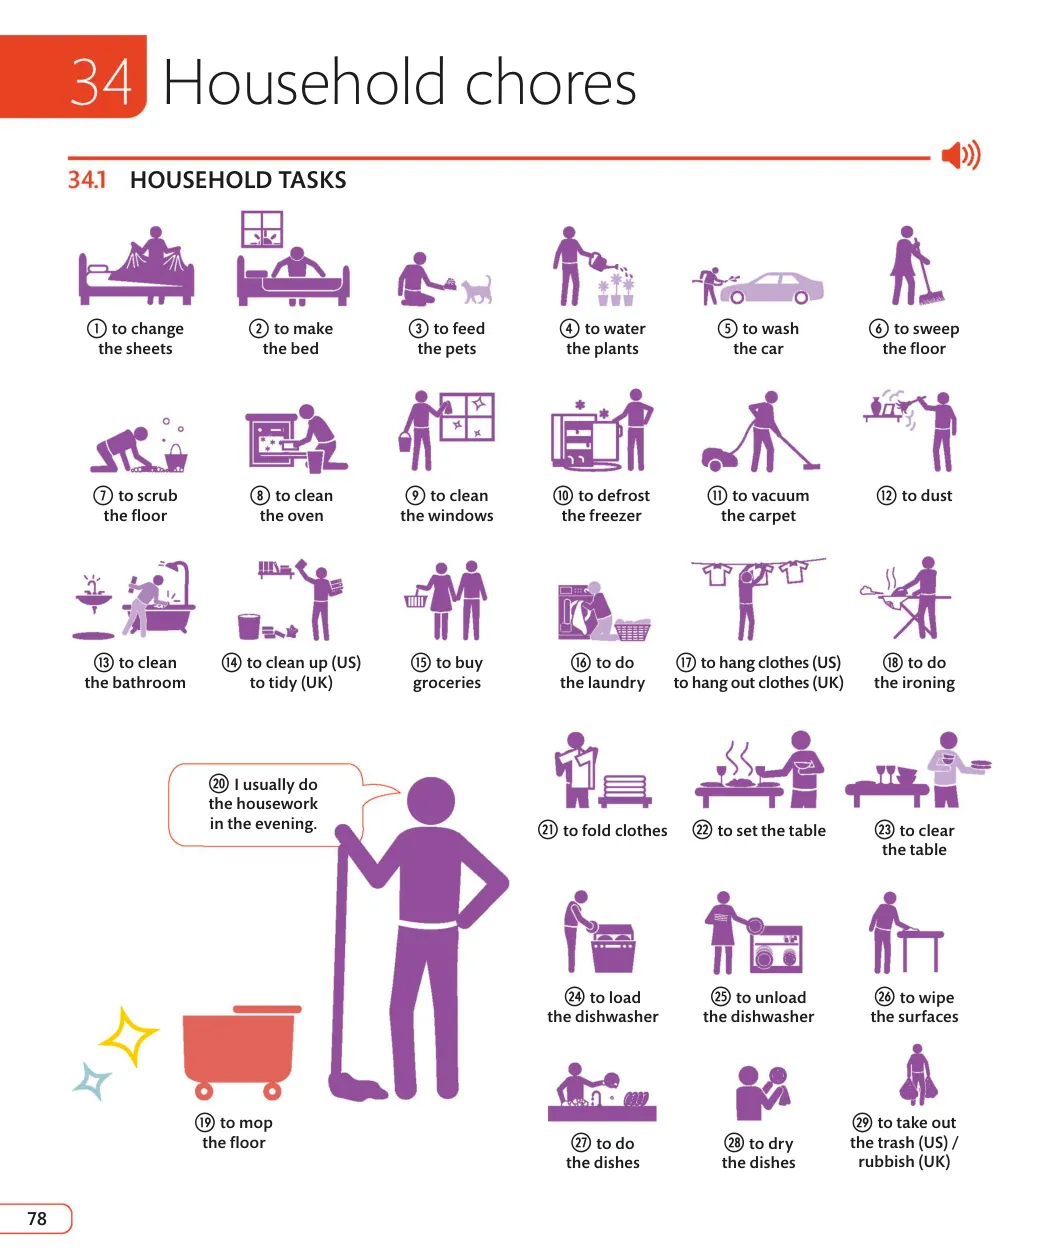 34 Household chores
34.1 HOUSEHOLD TASKS
① to change
the sheets
② to make
the bed
③ to feed
the pets
④ to water
the plants
⑤ to wash
the car
⑥ to sweep
the floor
⑦ to scrub
the floor
⑧ to clean
the oven
⑨ to clean
the windows
⑩ to defrost
the freezer
⑪ to vacuum
the carpet
⑫ to dust
⑬ to clean
the bathroom
⑭ to clean up (US)
to tidy (UK)
⑮ to buy
groceries
⑯ to do
the laundry
⑰ to hang clothes (US)
to hang out clothes (UK)
⑱ to do
the ironing
⑲ to mop
the floor
⑳ I usually do
the housework
in the evening.
㉑ to fold clothes
㉒ to set the table
㉓ to clear
the table
㉔ to load
the dishwasher
㉕ to unload
the dishwasher
㉖ to wipe
the surfaces
㉗ to do
the dishes
㉘ to dry
the dishes
㉙ to take out
the trash (US) /
rubbish (UK)
78